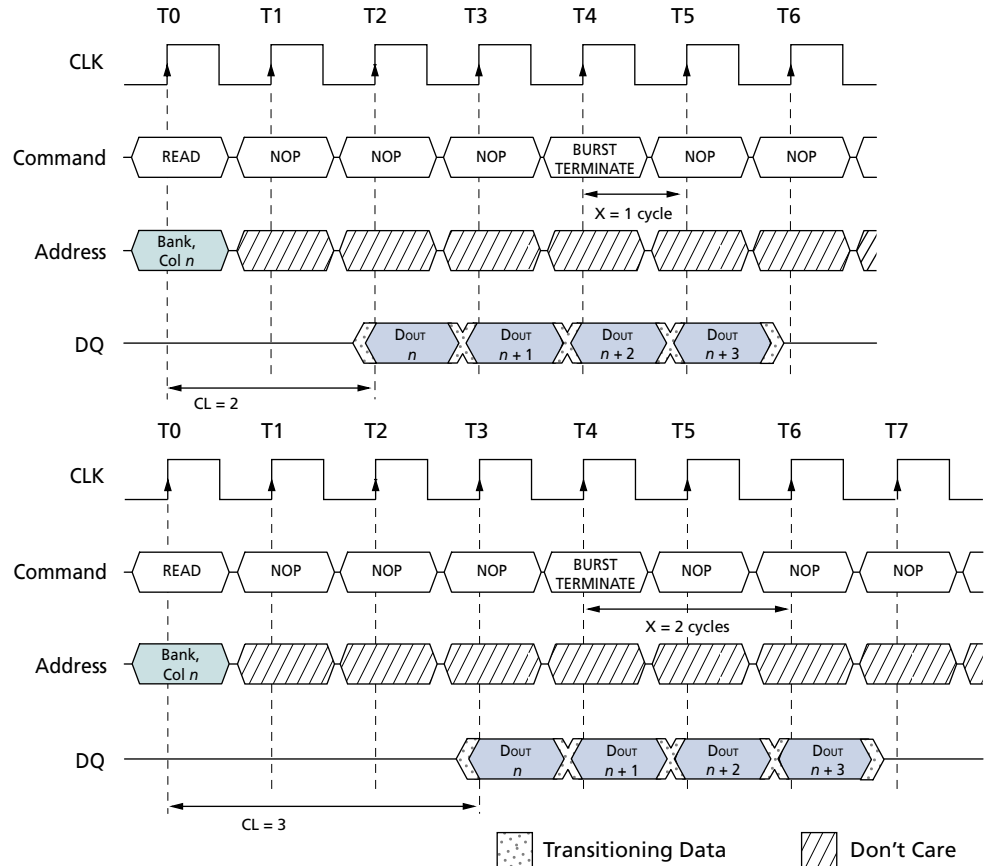 T0 T1 T2 T3 T4 T5 T6
CLK
Command READ NOP NOP NOP BURST TERMINATE NOP NOP
X = 1 cycle
Address Bank, Col n
DQ DOUT n DOUT n + 1 DOUT n + 2 DOUT n + 3
CL = 2
T0 T1 T2 T3 T4 T5 T6 T7
CLK
Command READ NOP NOP NOP BURST TERMINATE NOP NOP NOP
X = 2 cycles
Address Bank, Col n
DQ DOUT n DOUT n + 1 DOUT n + 2 DOUT n + 3
CL = 3
Transitioning Data Don't Care